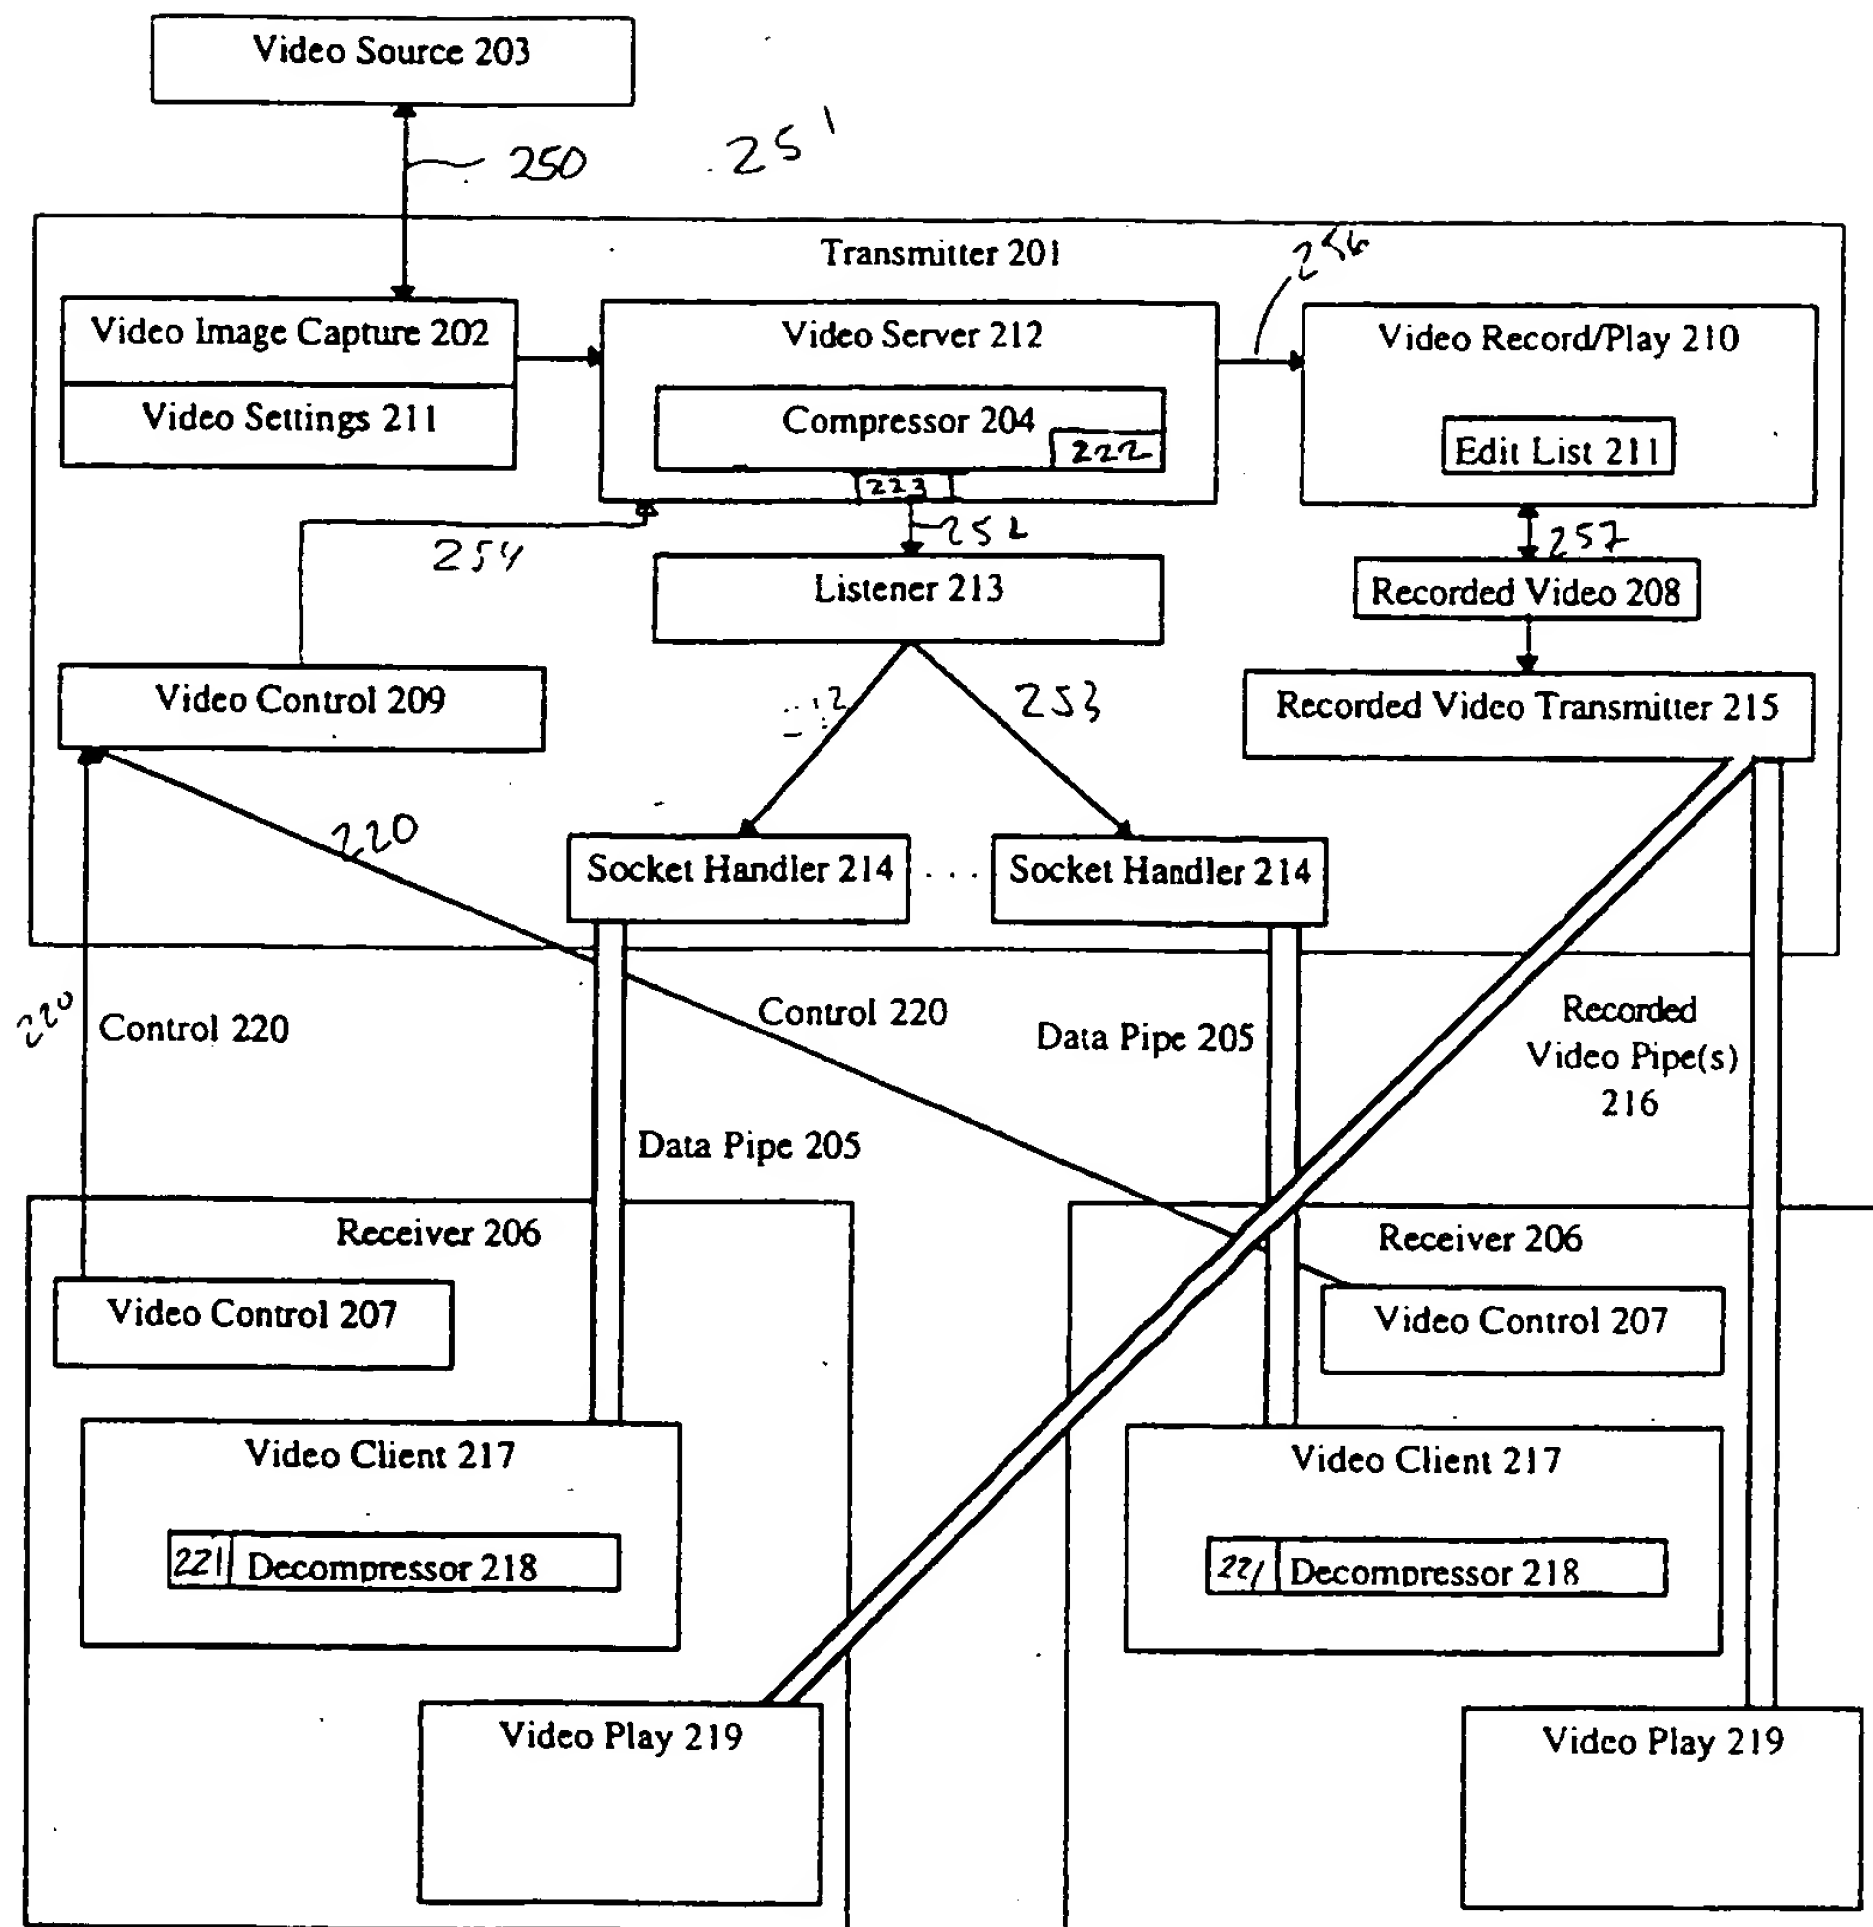 Video Source 203
250
251
Transmitter 201
256
Video Image Capture 202
Video Settings 211
Video Server 212
Compressor 204
222
223
Video Record/Play 210
Edit List 211
254
252
257
Listener 213
Recorded Video 208
Video Control 209
253
Recorded Video Transmitter 215
220
Socket Handler 214
. . .
Socket Handler 214
220
Control 220
Control 220
Data Pipe 205
Recorded
Video Pipe(s)
216
Data Pipe 205
Receiver 206
Receiver 206
Video Control 207
Video Control 207
Video Client 217
Video Client 217
221
Decompressor 218
221
Decompressor 218
Video Play 219
Video Play 219